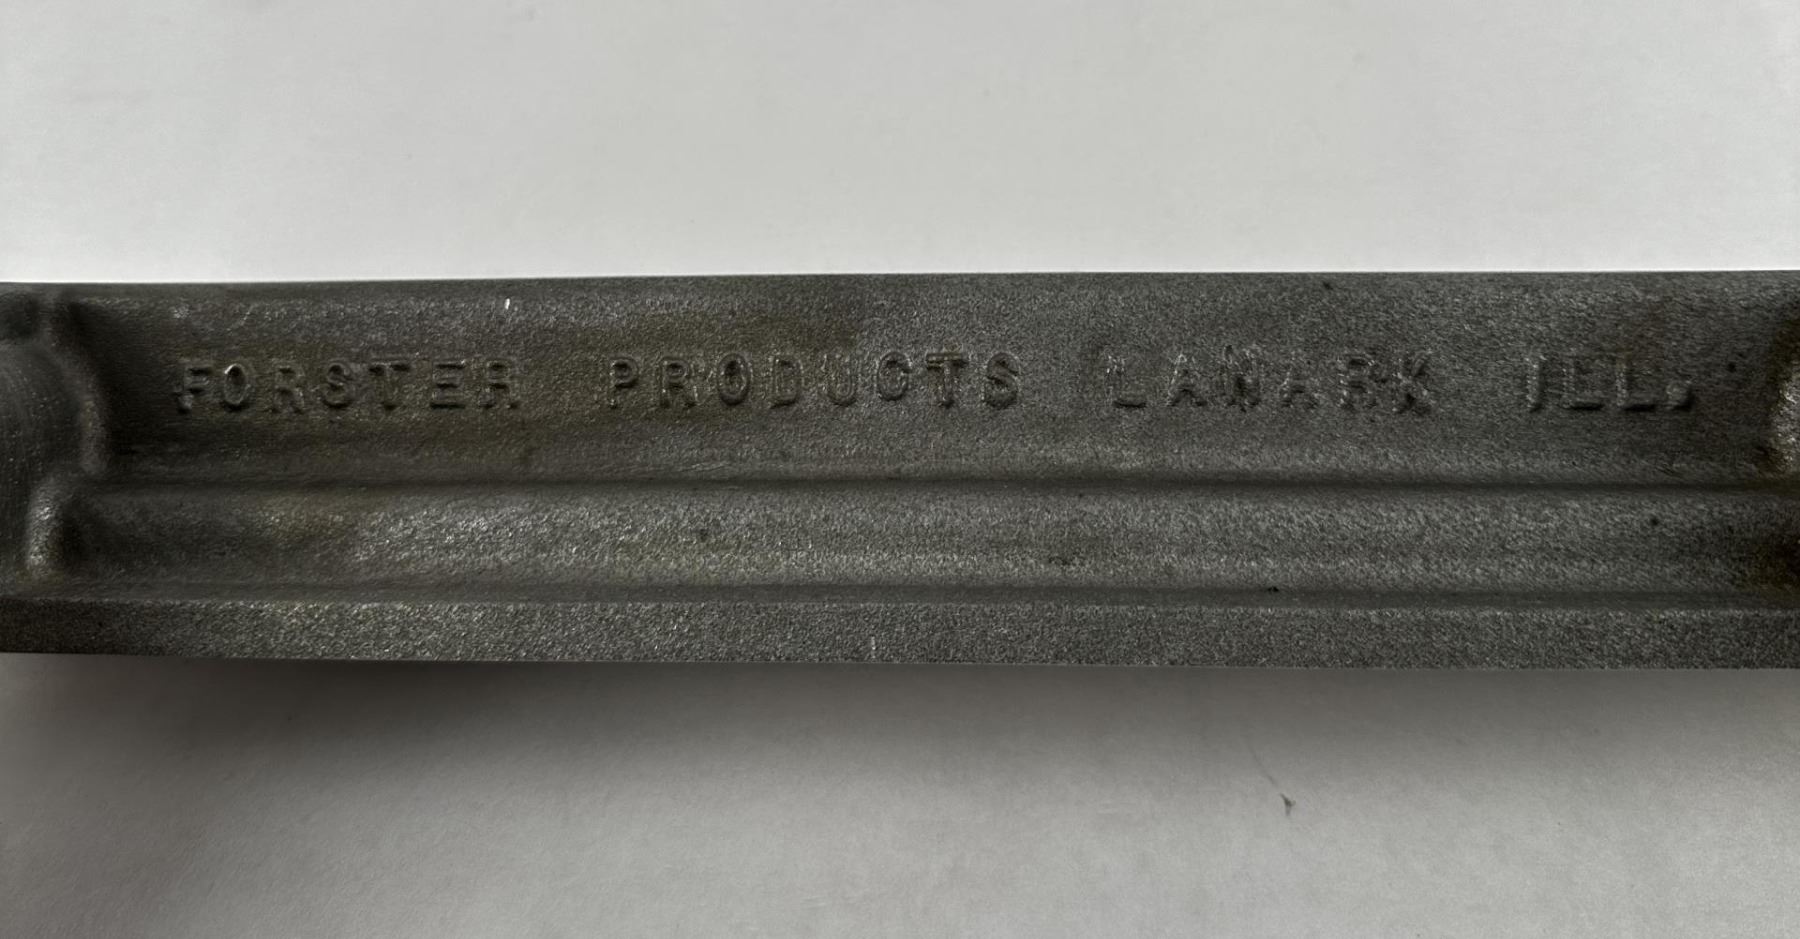 FORSTER PRODUCTS LANARK ILL.